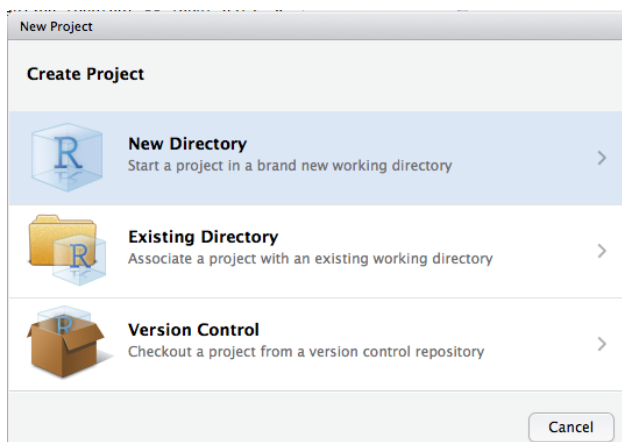 New Project
Create Project
New Directory
Start a project in a brand new working directory
Existing Directory
Associate a project with an existing working directory
Version Control
Checkout a project from a version control repository
Cancel